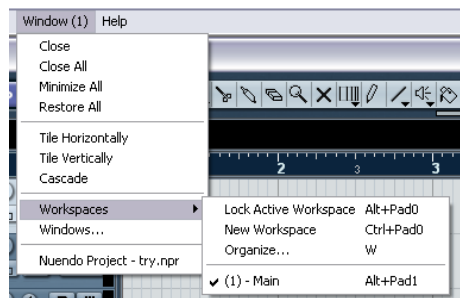 Window (1) Help
Close
Close All
Minimize All
Restore All
Tile Horizontally
Tile Vertically
Cascade
2 3 3
Workspaces
Windows...
Nuendo Project - try.npr
Lock Active Workspace Alt+Pad0
New Workspace Ctrl+Pad0
Organize... W
(1) - Main Alt+Pad1